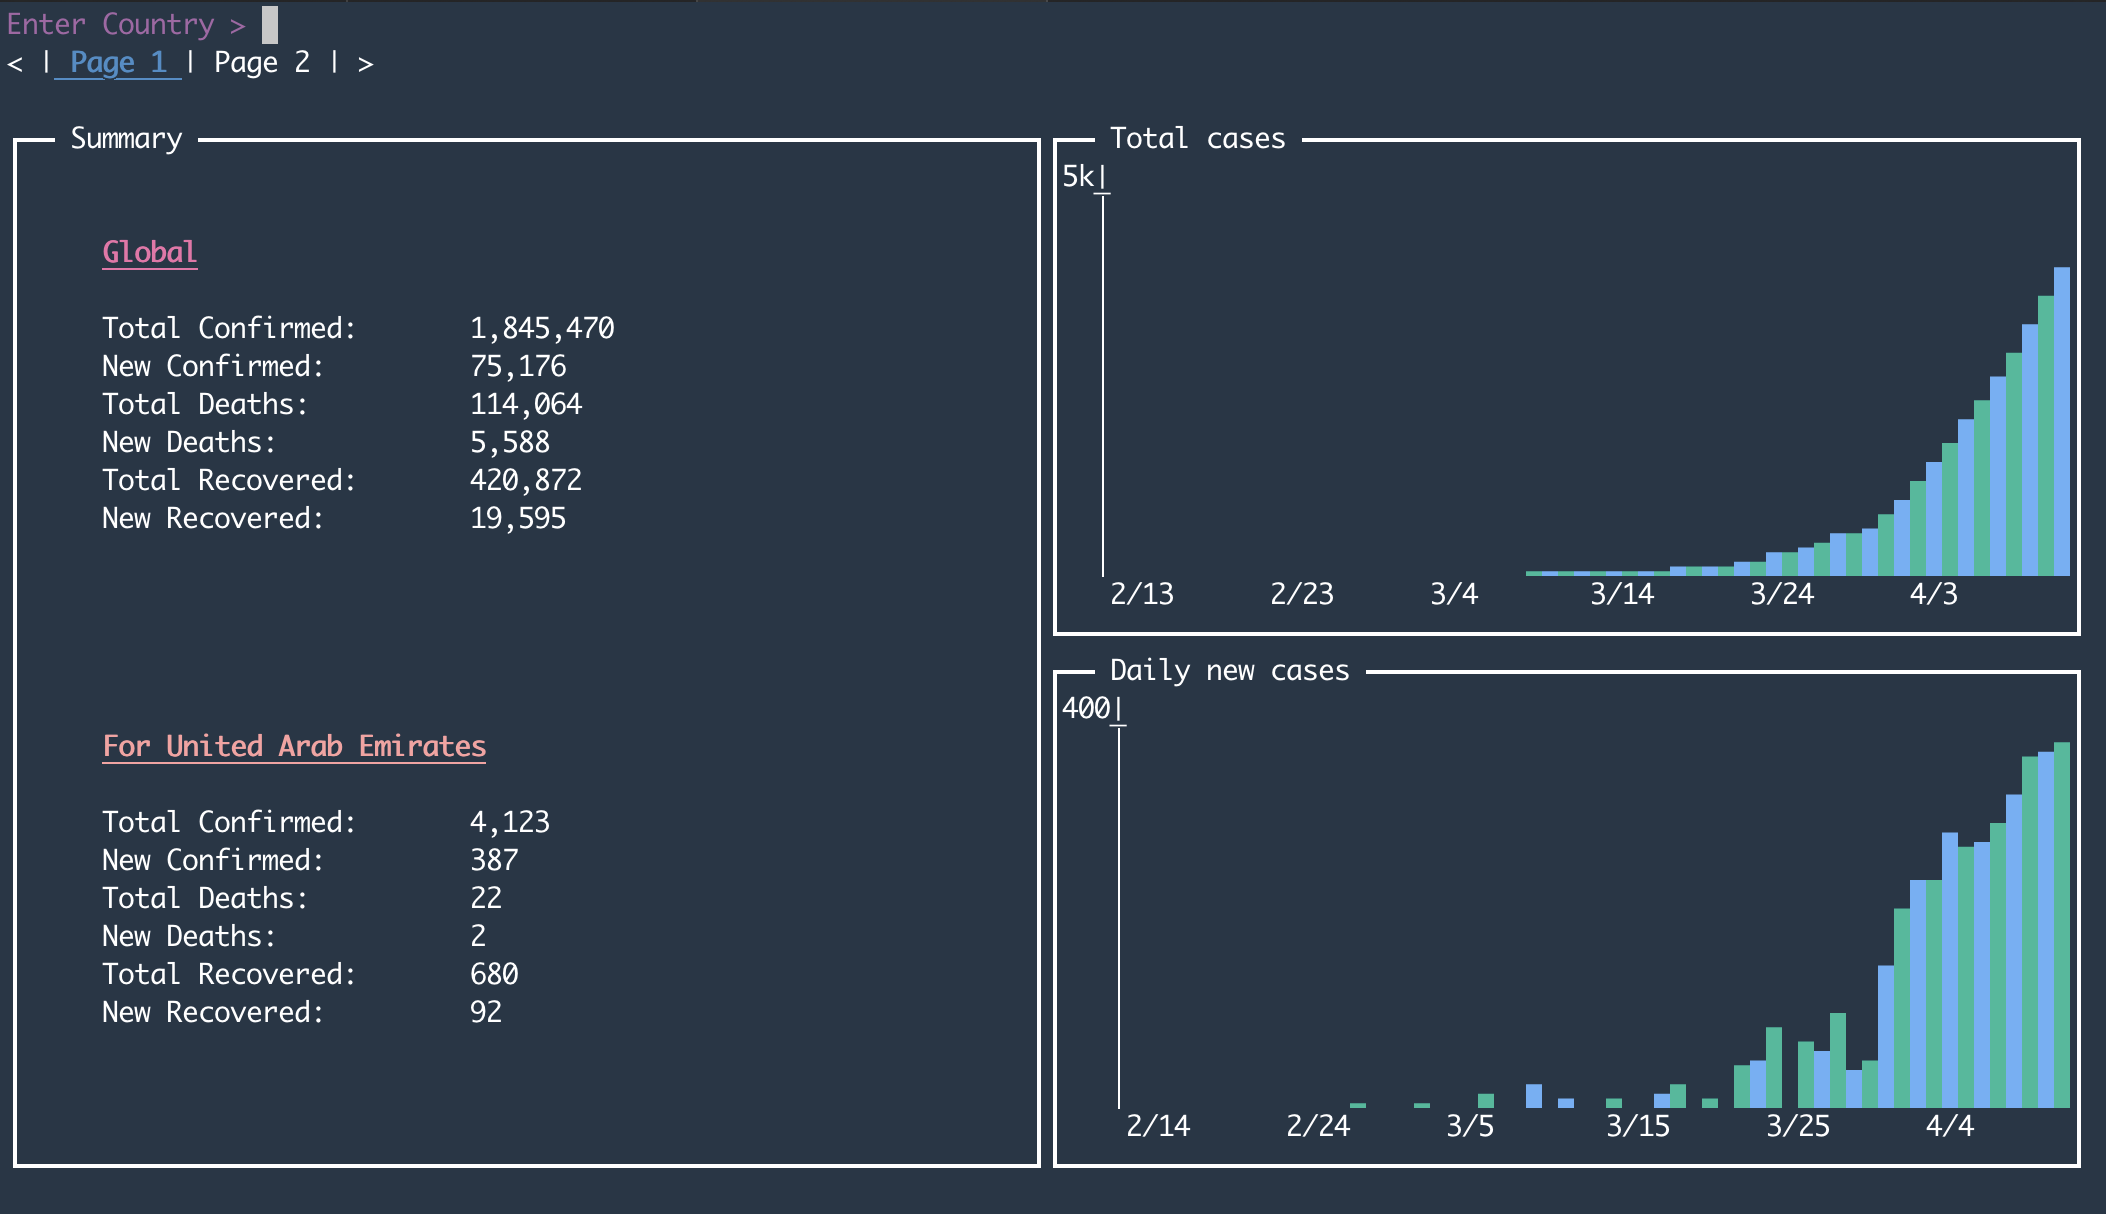 Enter Country >
< | Page 1 | Page 2 | >
Summary
Global
Total Confirmed: 1,845,470
New Confirmed: 75,176
Total Deaths: 114,064
New Deaths: 5,588
Total Recovered: 420,872
New Recovered: 19,595
For United Arab Emirates
Total Confirmed: 4,123
New Confirmed: 387
Total Deaths: 22
New Deaths: 2
Total Recovered: 680
New Recovered: 92
Total cases
5k|
2/13 2/23 3/4 3/14 3/24 4/3
Daily new cases
400|
2/14 2/24 3/5 3/15 3/25 4/4